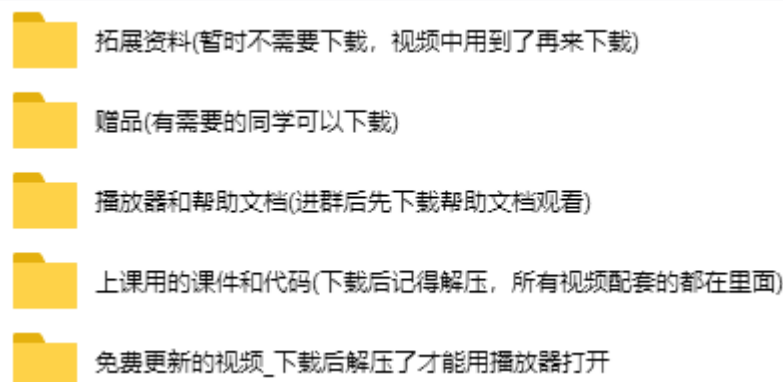 拓展资料(暂时不需要下载，视频中用到了再来下载)
赠品(有需要的同学可以下载)
播放器和帮助文档(进群后先下载帮助文档观看)
上课用的课件和代码(下载后记得解压，所有视频配套的都在里面)
免费更新的视频_下载后解压了才能用播放器打开